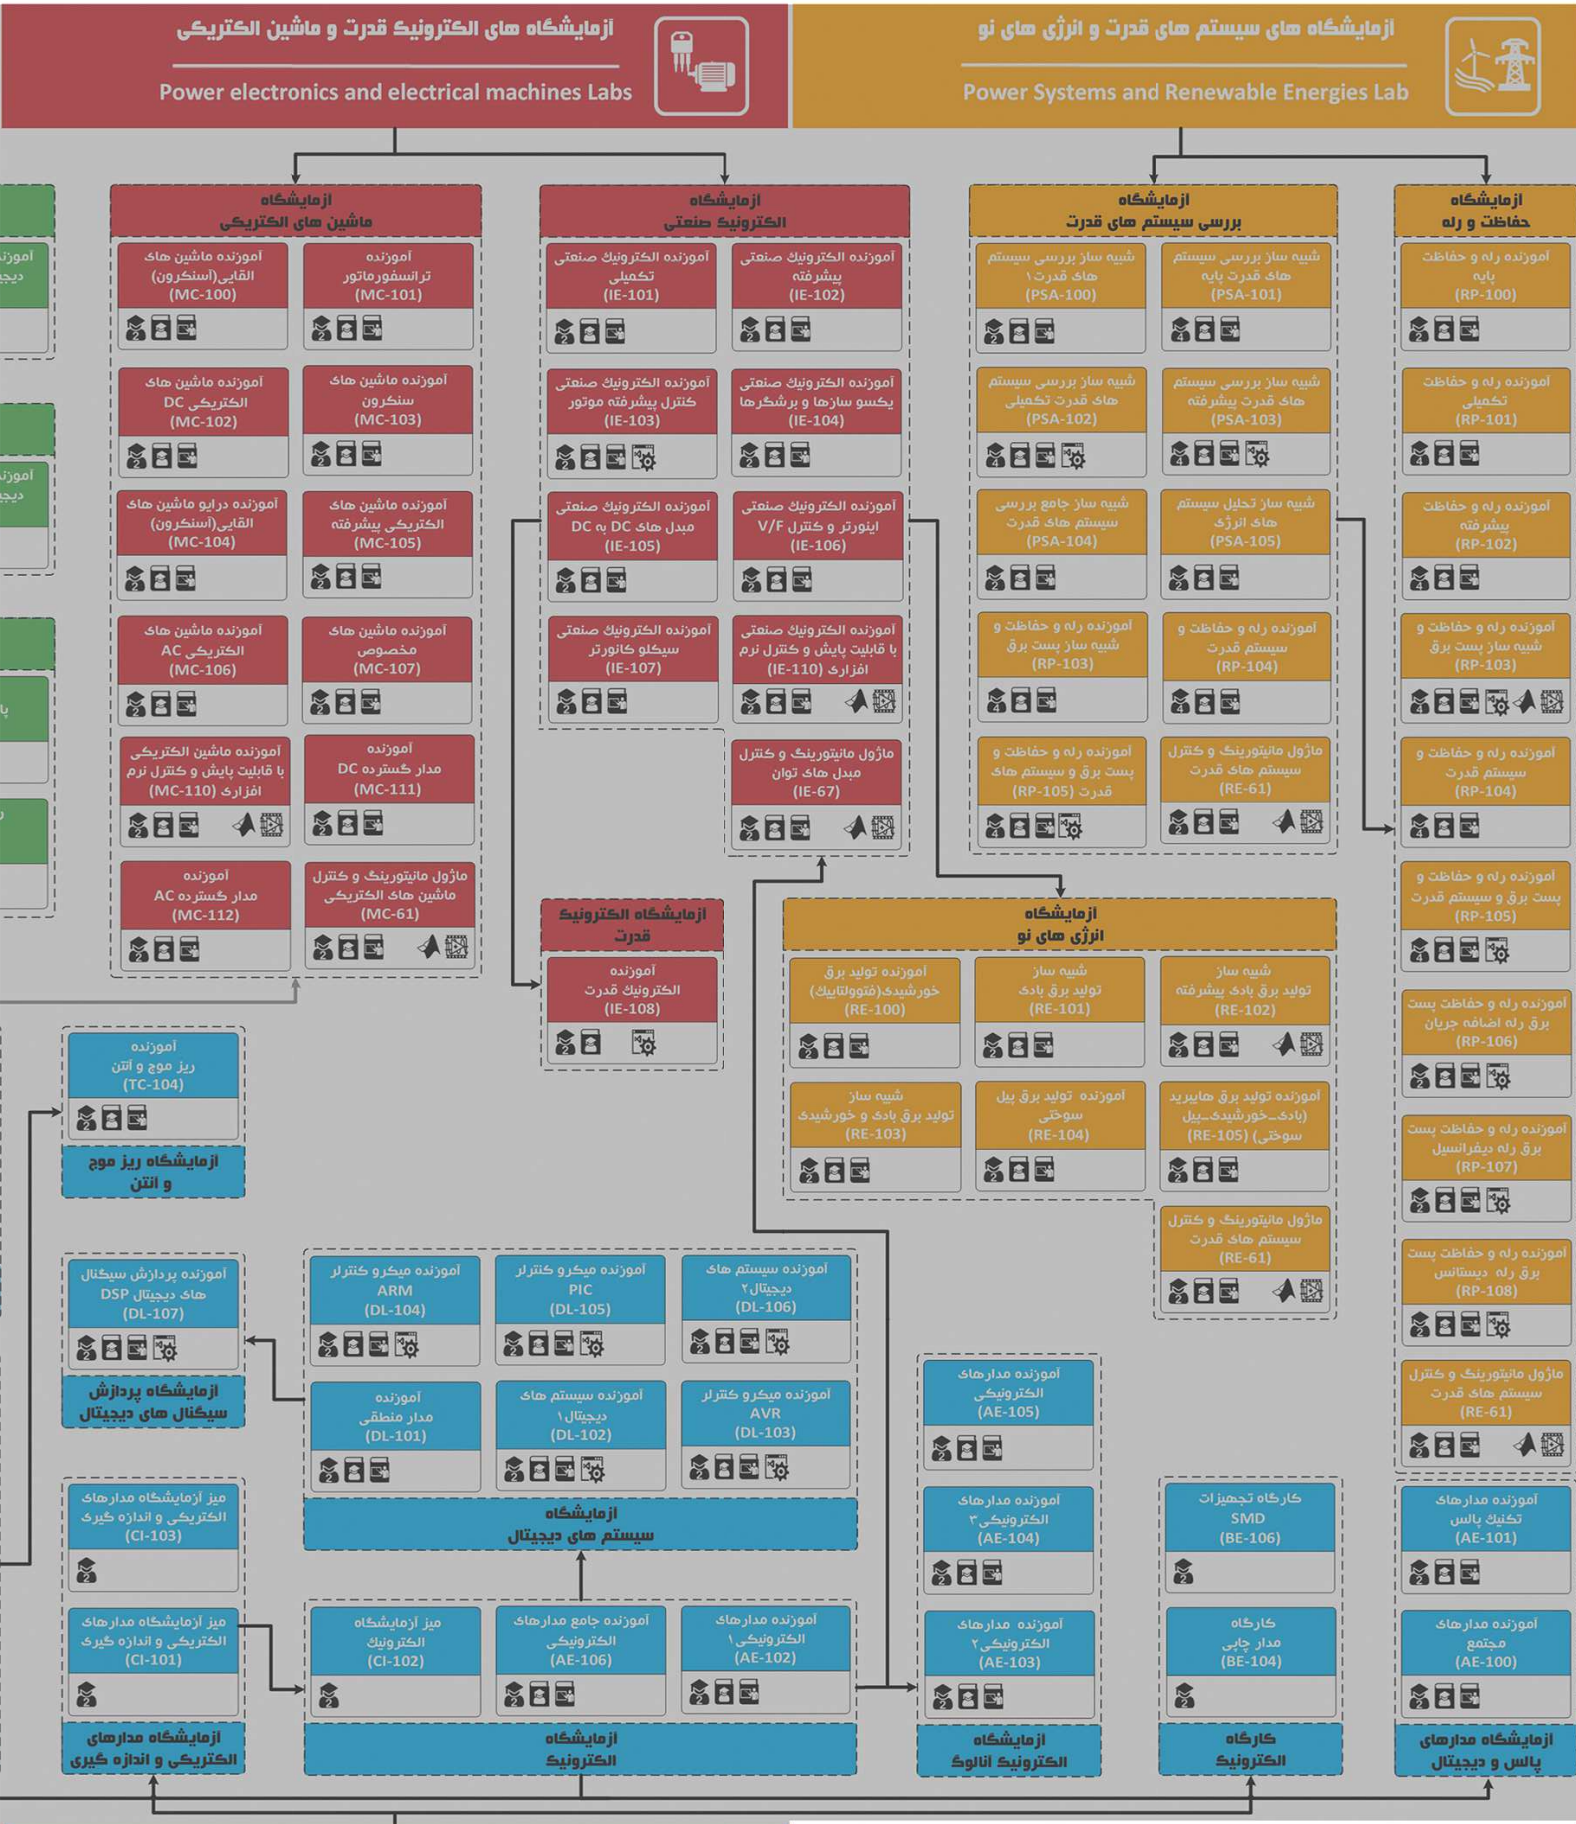 آزمایشگاه های الکترونیک قدرت و ماشین الکتریکی
Power electronics and electrical machines Labs
آزمایشگاه های سیستم های قدرت و انرژی های نو
Power Systems and Renewable Energies Lab
آزمایشگاه
ماشین های الکتریکی
آموزنده ماشین های
القایی(آسنکرون)
(MC-100)
آموزنده
ترانسفورماتور
(MC-101)
آموزنده ماشین های
الکتریکی DC
(MC-102)
آموزنده ماشین های
سنکرون
(MC-103)
آموزنده درایو ماشین های
القایی(آسنکرون)
(MC-104)
آموزنده ماشین های
الکتریکی پیشرفته
(MC-105)
آموزنده ماشین های
الکتریکی AC
(MC-106)
آموزنده ماشین های
مخصوص
(MC-107)
آموزنده ماشین الکتریکی
با قابلیت پایش و کنترل نرم
افزاری (MC-110)
آموزنده
مدار گسترده DC
(MC-111)
آموزنده
مدار گسترده AC
(MC-112)
ماژول مانیتورینگ و کنترل
ماشین های الکتریکی
(MC-61)
آزمایشگاه
الکترونیک صنعتی
آموزنده الکترونیک صنعتی
تکمیلی
(IE-101)
آموزنده الکترونیک صنعتی
پیشرفته
(IE-102)
آموزنده الکترونیک صنعتی
کنترل پیشرفته موتور
(IE-103)
آموزنده الکترونیک صنعتی
یکسو سازها و برشگرها
(IE-104)
آموزنده الکترونیک صنعتی
مبدل های DC به DC
(IE-105)
آموزنده الکترونیک صنعتی
اینورتر و کنترل V/F
(IE-106)
آموزنده الکترونیک صنعتی
سیکلو کانورتر
(IE-107)
آموزنده الکترونیک صنعتی
با قابلیت پایش و کنترل نرم
افزاری (IE-110)
ماژول مانیتورینگ و کنترل
مبدل های توان
(IE-67)
آزمایشگاه الکترونیک
قدرت
آموزنده
الکترونیک قدرت
(IE-108)
آزمایشگاه
بررسی سیستم های قدرت
شبیه ساز بررسی سیستم
های قدرت ۱
(PSA-100)
شبیه ساز بررسی سیستم
های قدرت پایه
(PSA-101)
شبیه ساز بررسی سیستم
های قدرت تکمیلی
(PSA-102)
شبیه ساز بررسی سیستم
های قدرت پیشرفته
(PSA-103)
شبیه ساز جامع بررسی
سیستم های قدرت
(PSA-104)
شبیه ساز تحلیل سیستم
های انرژی
(PSA-105)
آموزنده رله و حفاظت و
شبیه ساز پست برق
(RP-103)
آموزنده رله و حفاظت و
سیستم قدرت
(RP-104)
آموزنده رله و حفاظت و
پست برق و سیستم های
قدرت (RP-105)
ماژول مانیتورینگ و کنترل
سیستم های قدرت
(RE-61)
آزمایشگاه
حفاظت و رله
آموزنده رله و حفاظت
پایه
(RP-100)
آموزنده رله و حفاظت
تکمیلی
(RP-101)
آموزنده رله و حفاظت
پیشرفته
(RP-102)
آموزنده رله و حفاظت و
شبیه ساز پست برق
(RP-103)
آموزنده رله و حفاظت و
سیستم قدرت
(RP-104)
آموزنده رله و حفاظت و
پست برق و سیستم قدرت
(RP-105)
آموزنده رله و حفاظت پست
برق رله اضافه جریان
(RP-106)
آموزنده رله و حفاظت پست
برق رله دیفرانسیل
(RP-107)
آموزنده رله و حفاظت پست
برق رله دیستانس
(RP-108)
ماژول مانیتورینگ و کنترل
سیستم های قدرت
(RE-61)
آزمایشگاه
انرژی های نو
آموزنده تولید برق
خورشیدی(فتوولتاییک)
(RE-100)
شبیه ساز
تولید برق بادی
(RE-101)
شبیه ساز
تولید برق بادی پیشرفته
(RE-102)
شبیه ساز
تولید برق بادی و خورشیدی
(RE-103)
آموزنده تولید برق پیل
سوختی
(RE-104)
آموزنده تولید برق هایبرید
(بادی_خورشیدی_پیل
سوختی) (RE-105)
ماژول مانیتورینگ و کنترل
سیستم های قدرت
(RE-61)
آموزنده
ریز موج و آنتن
(TC-104)
آزمایشگاه ریز موج
و آنتن
آموزنده پردازش سیگنال
های دیجیتال DSP
(DL-107)
آزمایشگاه پردازش
سیگنال های دیجیتال
آموزنده میکرو کنترلر
ARM
(DL-104)
آموزنده میکرو کنترلر
PIC
(DL-105)
آموزنده سیستم های
دیجیتال۲
(DL-106)
آموزنده
مدار منطقی
(DL-101)
آموزنده سیستم های
دیجیتال۱
(DL-102)
آموزنده میکرو کنترلر
AVR
(DL-103)
آزمایشگاه
سیستم های دیجیتال
میز آزمایشگاه مدارهای
الکتریکی و اندازه گیری
(CI-103)
میز آزمایشگاه مدارهای
الکتریکی و اندازه گیری
(CI-101)
آزمایشگاه مدارهای
الکتریکی و اندازه گیری
میز آزمایشگاه
الکترونیک
(CI-102)
آموزنده جامع مدارهای
الکترونیکی
(AE-106)
آموزنده مدارهای
الکترونیکی۱
(AE-102)
آزمایشگاه
الکترونیک
آموزنده مدارهای
الکترونیکی
(AE-105)
آموزنده مدارهای
الکترونیکی۳
(AE-104)
آموزنده مدارهای
الکترونیکی۲
(AE-103)
آزمایشگاه
الکترونیک آنالوگ
کارگاه تجهیزات
SMD
(BE-106)
کارگاه
مدار چاپی
(BE-104)
کارگاه
الکترونیک
آموزنده مدارهای
تکنیک پالس
(AE-101)
آموزنده مدارهای
مجتمع
(AE-100)
آزمایشگاه مدارهای
پالس و دیجیتال